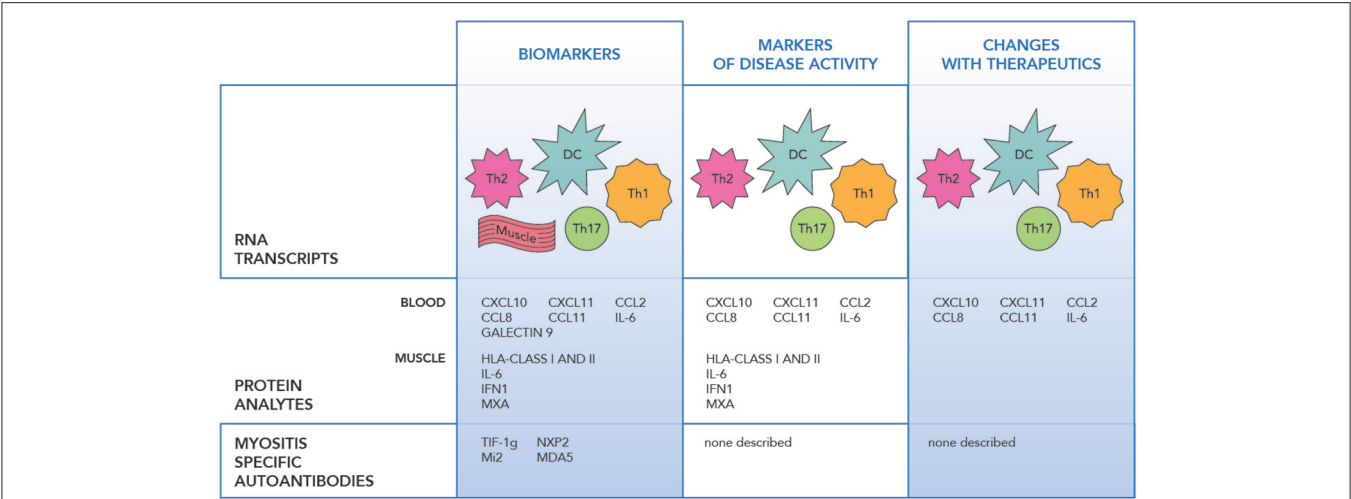 BIOMARKERS
MARKERS
OF DISEASE ACTIVITY
CHANGES
WITH THERAPEUTICS
RNA
TRANSCRIPTS
DC
Th2
Th1
Muscle
Th17
DC
Th2
Th1
Th17
DC
Th2
Th1
Th17
BLOOD
CXCL10 CXCL11 CCL2
CCL8 CCL11 IL-6
GALECTIN 9
CXCL10 CXCL11 CCL2
CCL8 CCL11 IL-6
CXCL10 CXCL11 CCL2
CCL8 CCL11 IL-6
PROTEIN
ANALYTES
MUSCLE
HLA-CLASS I AND II
IL-6
IFN1
MXA
HLA-CLASS I AND II
IL-6
IFN1
MXA
MYOSITIS
SPECIFIC
AUTOANTIBODIES
TIF-1g NXP2
Mi2 MDA5
none described
none described